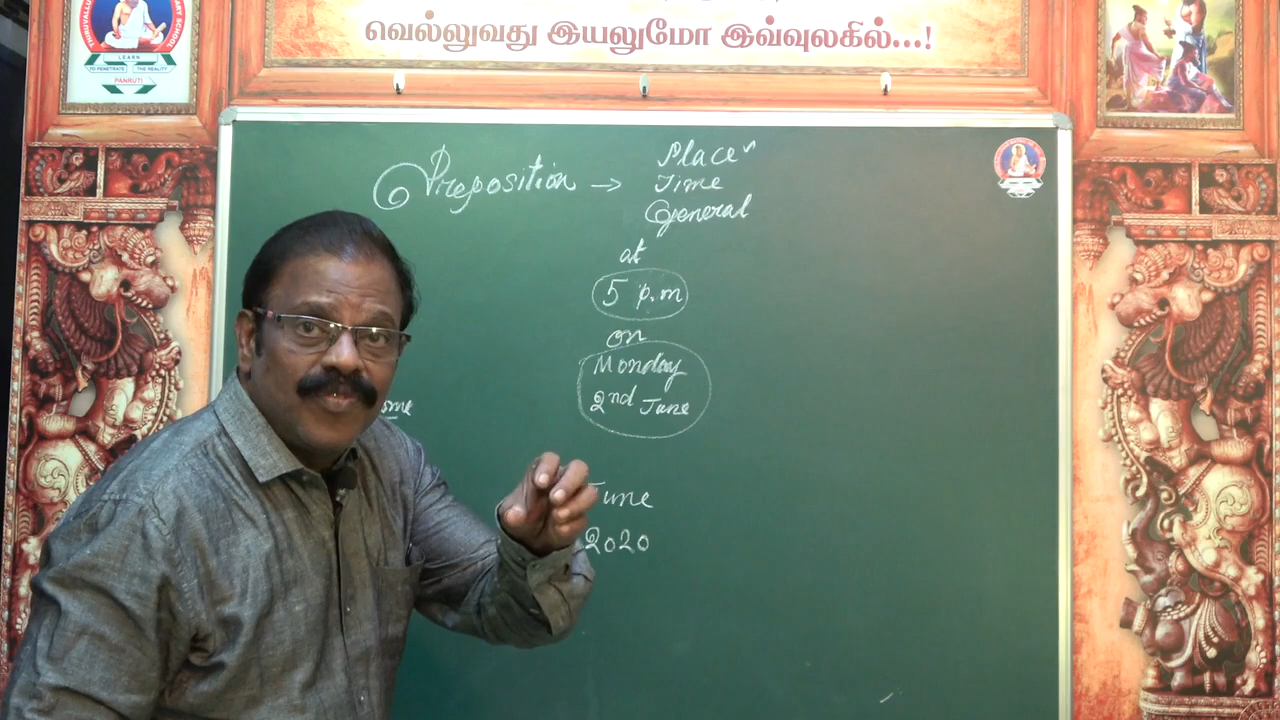 வெல்லுவது இயலுமோ இவ்வுலகில்...!
LEARN
TO PENETRATE THE REALITY
PANRUTI
Preposition → Place
Time
General
at
5 p.m
on
Monday
2nd June
2020